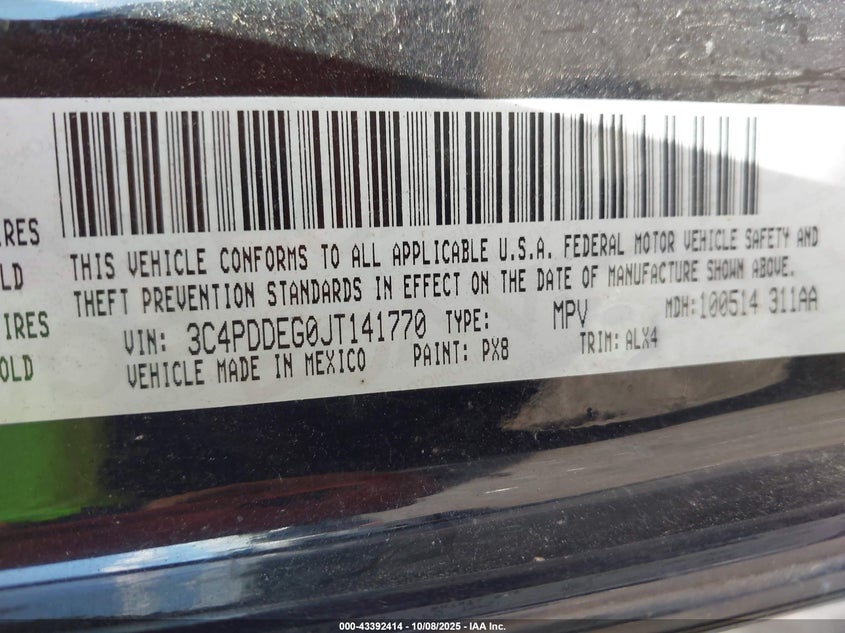 IRES
OLD
IRES
OLD
THIS VEHICLE CONFORMS TO ALL APPLICABLE U.S.A. FEDERAL MOTOR VEHICLE SAFETY AND
THEFT PREVENTION STANDARDS IN EFFECT ON THE DATE OF MANUFACTURE SHOWN ABOVE.
VIN: 3C4PDDEG0JT141770 TYPE: MPV MDH:100514 311AA
VEHICLE MADE IN MEXICO PAINT: PX8 TRIM:ALX4
000-43392414 - 10/08/2025 - IAA Inc.